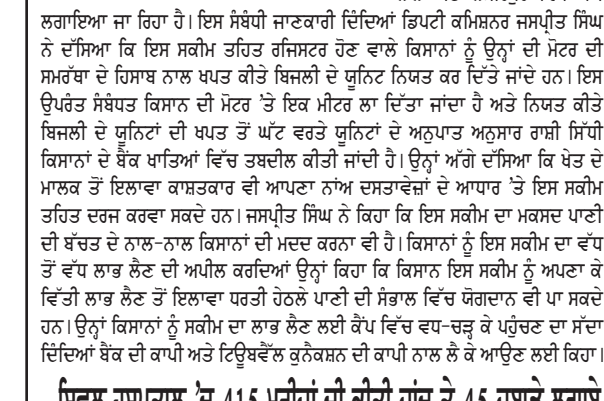 ਲਗਾਇਆ ਜਾ ਰਿਹਾ ਹੈ। ਇਸ ਸੰਬੰਧੀ ਜਾਣਕਾਰੀ ਦਿੰਦਿਆਂ ਡਿਪਟੀ ਕਮਿਸ਼ਨਰ ਜਸਪ੍ਰੀਤ ਸਿੰਘ
ਨੇ ਦੱਸਿਆ ਕਿ ਇਸ ਸਕੀਮ ਤਹਿਤ ਰਜਿਸਟਰ ਹੋਣ ਵਾਲੇ ਕਿਸਾਨਾਂ ਨੂੰ ਉਨ੍ਹਾਂ ਦੀ ਮੋਟਰ ਦੀ
ਸਮਰੱਥਾ ਦੇ ਹਿਸਾਬ ਨਾਲ ਖਪਤ ਕੀਤੇ ਬਿਜਲੀ ਦੇ ਯੂਨਿਟ ਨਿਯਤ ਕਰ ਦਿੱਤੇ ਜਾਂਦੇ ਹਨ। ਇਸ
ਉਪਰੰਤ ਸੰਬੰਧਤ ਕਿਸਾਨ ਦੀ ਮੋਟਰ 'ਤੇ ਇਕ ਮੀਟਰ ਲਾ ਦਿੱਤਾ ਜਾਂਦਾ ਹੈ ਅਤੇ ਨਿਯਤ ਕੀਤੇ
ਬਿਜਲੀ ਦੇ ਯੂਨਿਟਾਂ ਦੀ ਖਪਤ ਤੋਂ ਘੱਟ ਵਰਤੇ ਯੂਨਿਟਾਂ ਦੇ ਅਨੁਪਾਤ ਅਨੁਸਾਰ ਰਾਸ਼ੀ ਸਿੱਧੀ
ਕਿਸਾਨਾਂ ਦੇ ਬੈਂਕ ਖਾਤਿਆਂ ਵਿੱਚ ਤਬਦੀਲ ਕੀਤੀ ਜਾਂਦੀ ਹੈ। ਉਨ੍ਹਾਂ ਅੱਗੇ ਦੱਸਿਆ ਕਿ ਖੇਤ ਦੇ
ਮਾਲਕ ਤੋਂ ਇਲਾਵਾ ਕਾਸ਼ਤਕਾਰ ਵੀ ਆਪਣਾ ਨਾਂਅ ਦਸਤਾਵੇਜ਼ਾਂ ਦੇ ਆਧਾਰ 'ਤੇ ਇਸ ਸਕੀਮ
ਤਹਿਤ ਦਰਜ ਕਰਵਾ ਸਕਦੇ ਹਨ। ਜਸਪ੍ਰੀਤ ਸਿੰਘ ਨੇ ਕਿਹਾ ਕਿ ਇਸ ਸਕੀਮ ਦਾ ਮਕਸਦ ਪਾਣੀ
ਦੀ ਬੱਚਤ ਦੇ ਨਾਲ-ਨਾਲ ਕਿਸਾਨਾਂ ਦੀ ਮਦਦ ਕਰਨਾ ਵੀ ਹੈ। ਕਿਸਾਨਾਂ ਨੂੰ ਇਸ ਸਕੀਮ ਦਾ ਵੱਧ
ਤੋਂ ਵੱਧ ਲਾਭ ਲੈਣ ਦੀ ਅਪੀਲ ਕਰਦਿਆਂ ਉਨ੍ਹਾਂ ਕਿਹਾ ਕਿ ਕਿਸਾਨ ਇਸ ਸਕੀਮ ਨੂੰ ਅਪਣਾ ਕੇ
ਵਿੱਤੀ ਲਾਭ ਲੈਣ ਤੋਂ ਇਲਾਵਾ ਧਰਤੀ ਹੇਠਲੇ ਪਾਣੀ ਦੀ ਸੰਭਾਲ ਵਿੱਚ ਯੋਗਦਾਨ ਵੀ ਪਾ ਸਕਦੇ
ਹਨ। ਉਨ੍ਹਾਂ ਕਿਸਾਨਾਂ ਨੂੰ ਸਕੀਮ ਦਾ ਲਾਭ ਲੈਣ ਲਈ ਕੈਂਪ ਵਿੱਚ ਵਧ-ਚੜ੍ਹ ਕੇ ਪਹੁੰਚਣ ਦਾ ਸੱਦਾ
ਦਿੰਦਿਆਂ ਬੈਂਕ ਦੀ ਕਾਪੀ ਅਤੇ ਟਿਊਬਵੈੱਲ ਕੁਨੈਕਸ਼ਨ ਦੀ ਕਾਪੀ ਨਾਲ ਲੈ ਕੇ ਆਉਣ ਲਈ ਕਿਹਾ।
'ਚ 415 ਮਰੀਜ਼ਾਂ ਦੀ ਕੀਤੀ ਜਾਂਚ ਤੇ 45